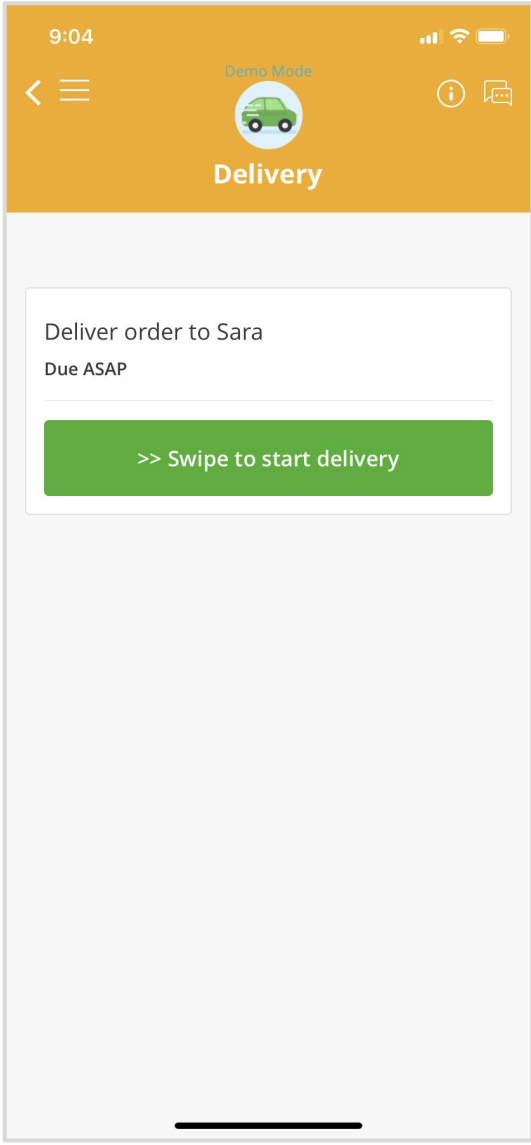 9:04
Demo Mode
Delivery
Deliver order to Sara
Due ASAP
>> Swipe to start delivery